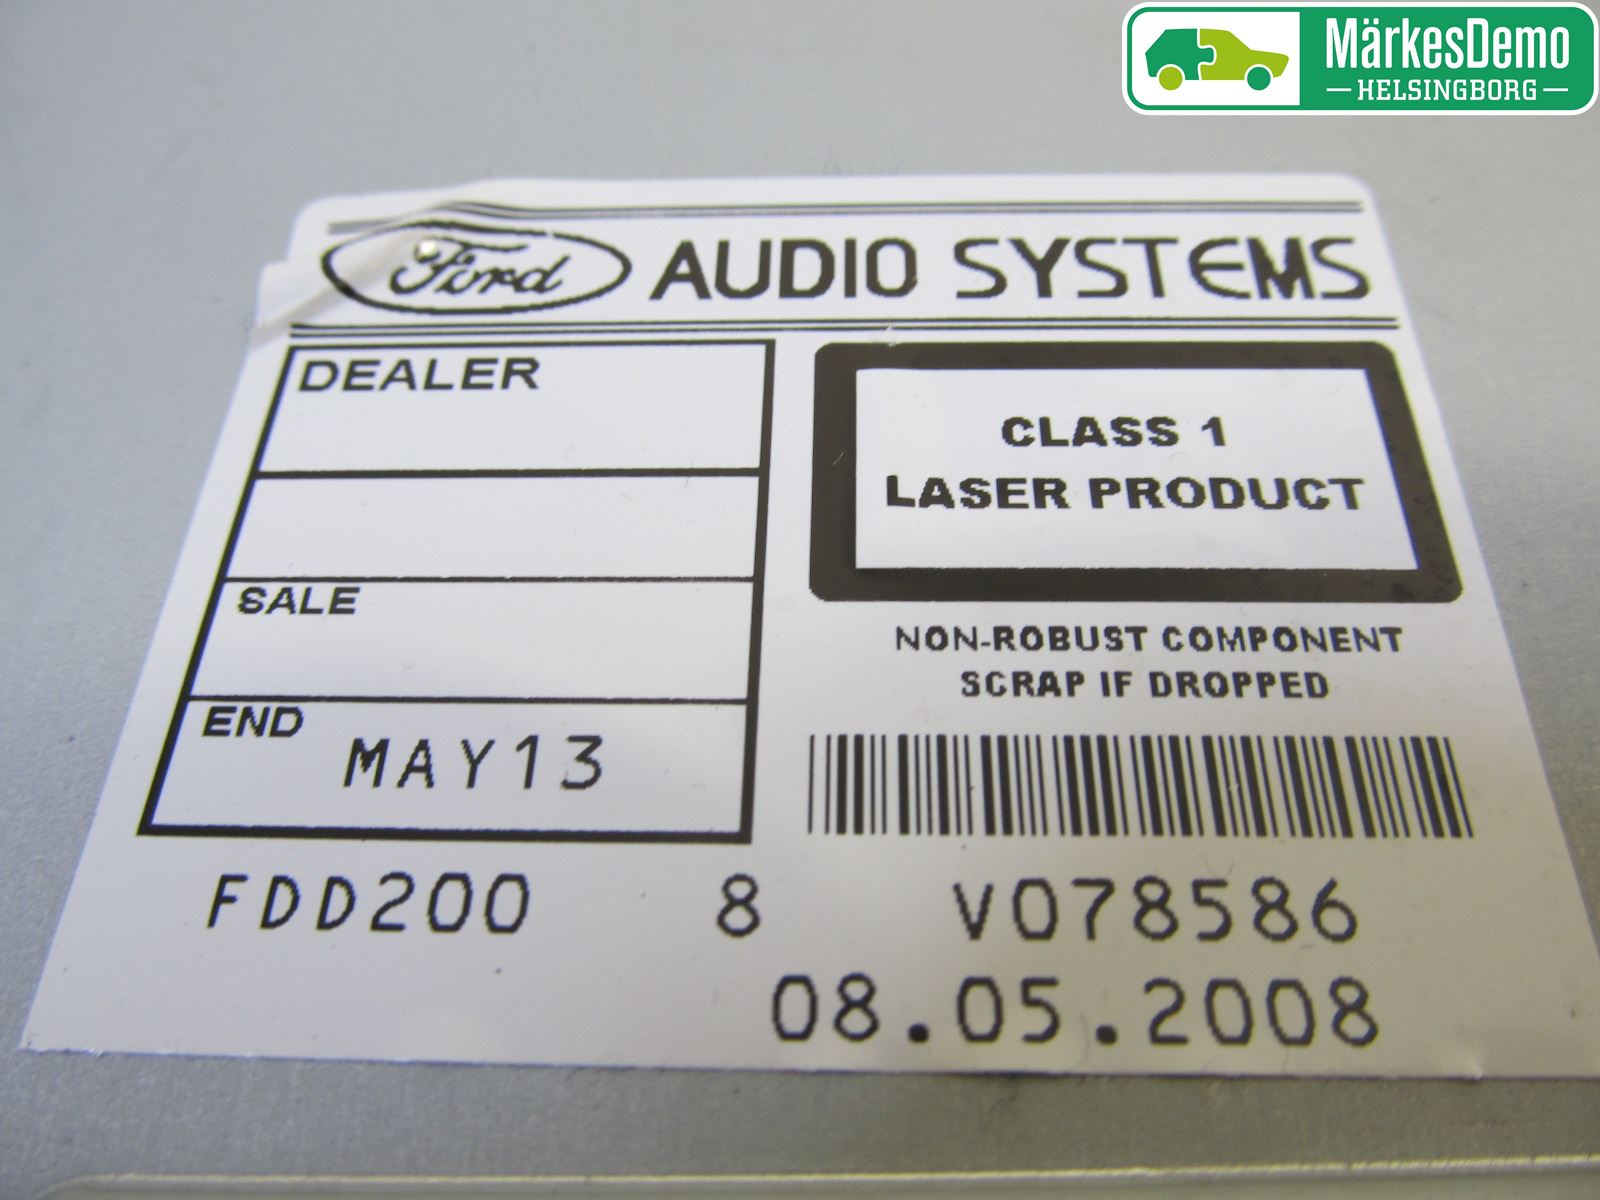 MärkesDemo
HELSINGBORG
Ford AUDIO SYSTEMS
DEALER
CLASS 1
LASER PRODUCT
SALE
NON-ROBUST COMPONENT
SCRAP IF DROPPED
END
MAY13
FDD200 8 V078586
08.05.2008